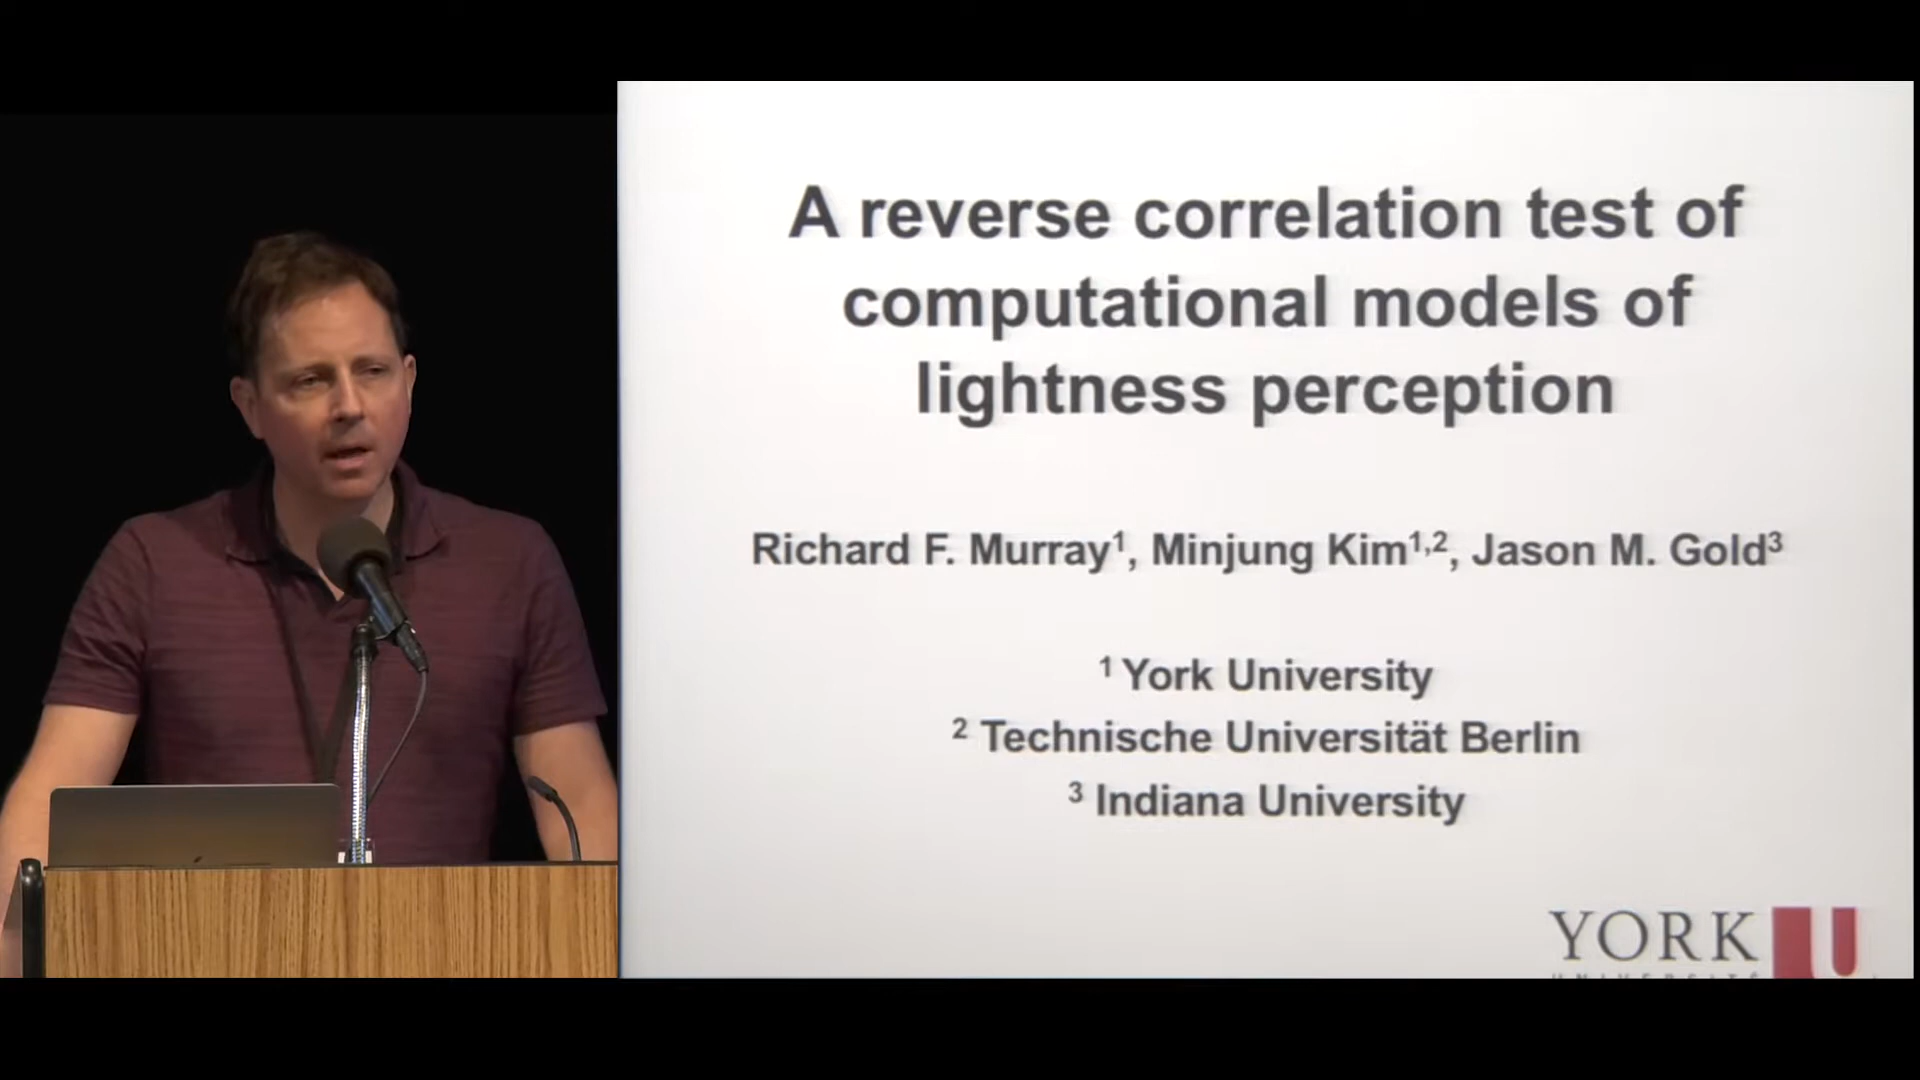 A reverse correlation test of
computational models of
lightness perception
Richard F. Murray¹, Minjung Kim¹,², Jason M. Gold³
¹ York University
² Technische Universität Berlin
³ Indiana University
YORK U
UNIVERSITÉ